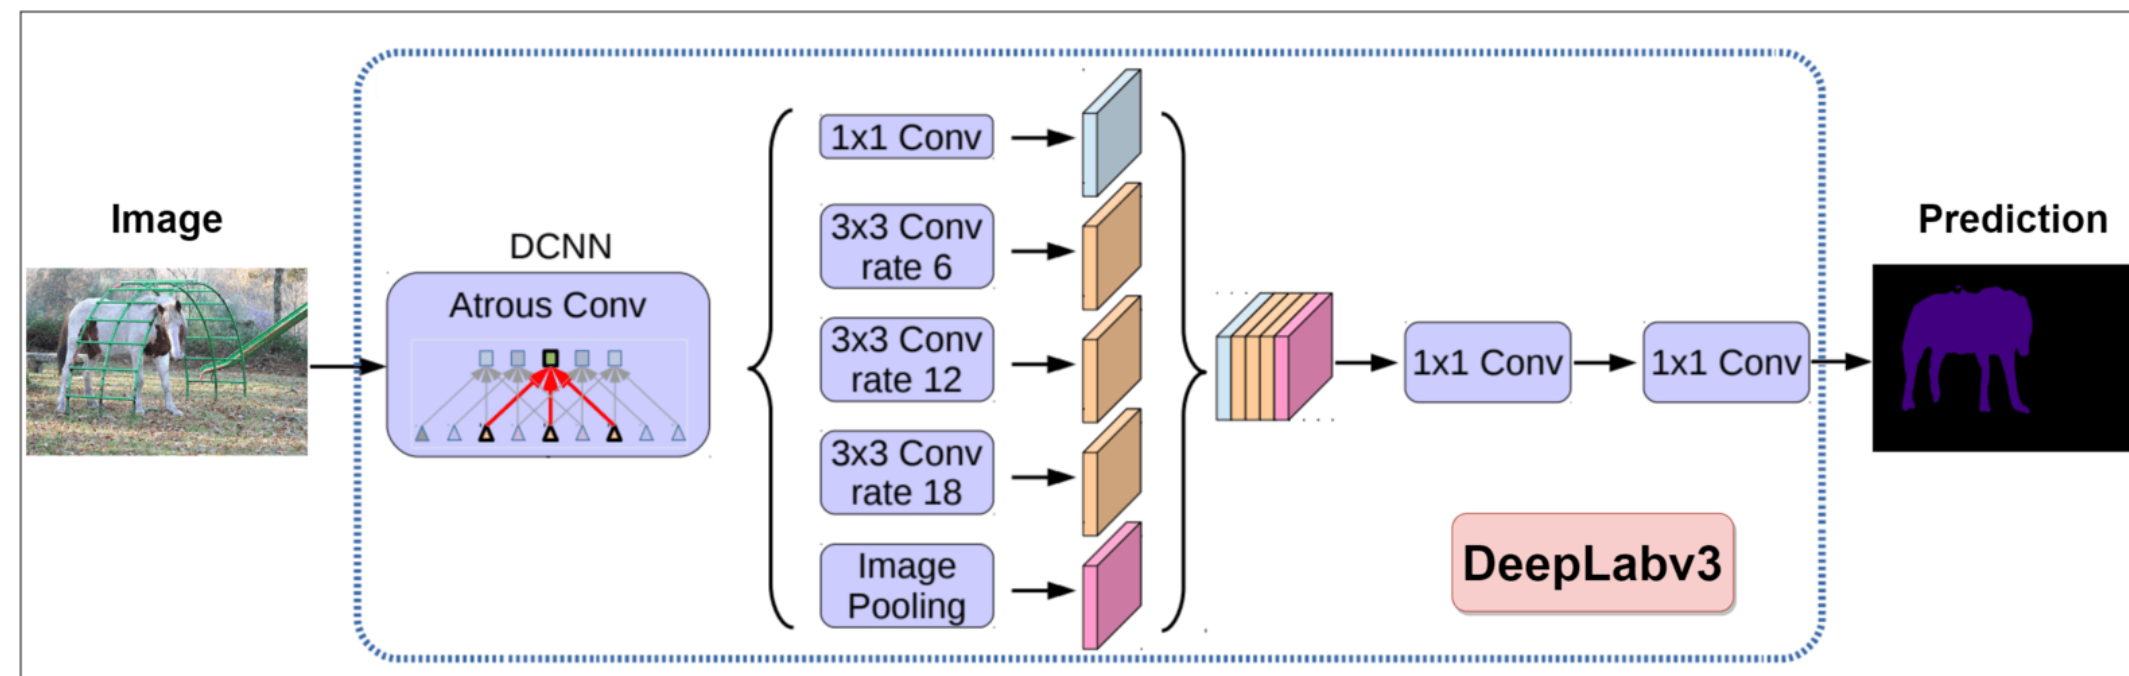 Image
DCNN
Atrous Conv
1x1 Conv
3x3 Conv
rate 6
3x3 Conv
rate 12
3x3 Conv
rate 18
Image
Pooling
1x1 Conv
1x1 Conv
Prediction
DeepLabv3